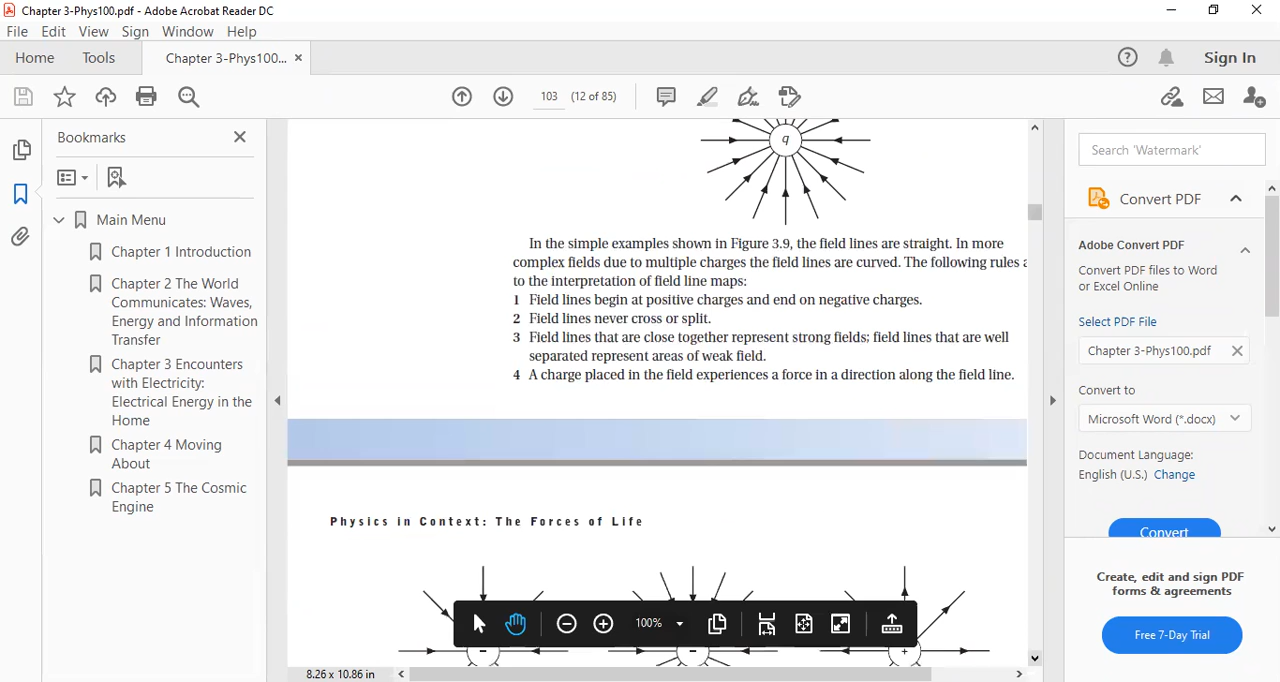 Chapter 3-Phys100.pdf - Adobe Acrobat Reader DC
File Edit View Sign Window Help
Home Tools Chapter 3-Phys100... ×
Sign In
103 (12 of 85)
Bookmarks
Main Menu
Chapter 1 Introduction
Chapter 2 The World
Communicates: Waves,
Energy and Information
Transfer
Chapter 3 Encounters
with Electricity:
Electrical Energy in the
Home
Chapter 4 Moving
About
Chapter 5 The Cosmic
Engine
q
In the simple examples shown in Figure 3.9, the field lines are straight. In more
complex fields due to multiple charges the field lines are curved. The following rules a
to the interpretation of field line maps:
1 Field lines begin at positive charges and end on negative charges.
2 Field lines never cross or split.
3 Field lines that are close together represent strong fields; field lines that are well
separated represent areas of weak field.
4 A charge placed in the field experiences a force in a direction along the field line.
Physics in Context: The Forces of Life
- - +
100%
8.26 x 10.86 in
Search 'Watermark'
Convert PDF
Adobe Convert PDF
Convert PDF files to Word
or Excel Online
Select PDF File
Chapter 3-Phys100.pdf
Convert to
Microsoft Word (*.docx)
Document Language:
English (U.S.) Change
Convert
Create, edit and sign PDF
forms & agreements
Free 7-Day Trial